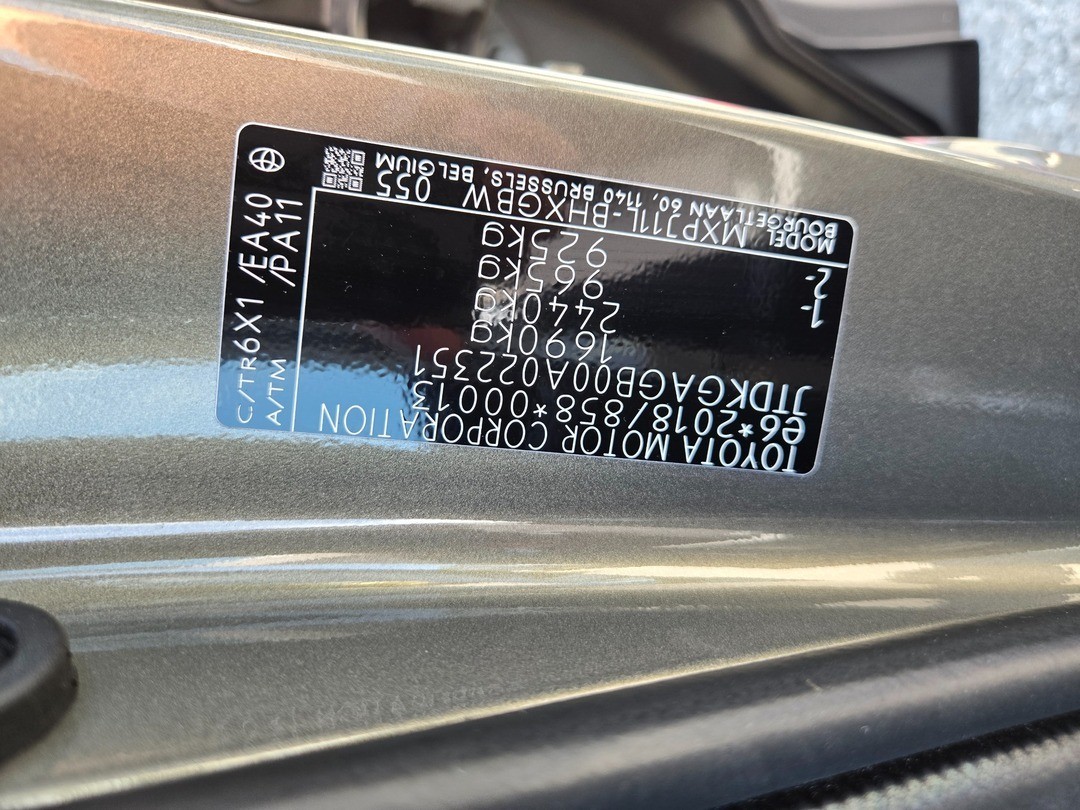 TOYOTA MOTOR CORPORATION
e6*2018/858*00013
JTDKGAGB00A022351
1690kg
2440kg
1- 965kg
2- 925kg
MODEL MXPJ11L-BHXGBW 055
BOURGETLAAN 60, 1140 BRUSSELS, BELGIUM
C/TR 6X1 /EA40
A/TM /PA11